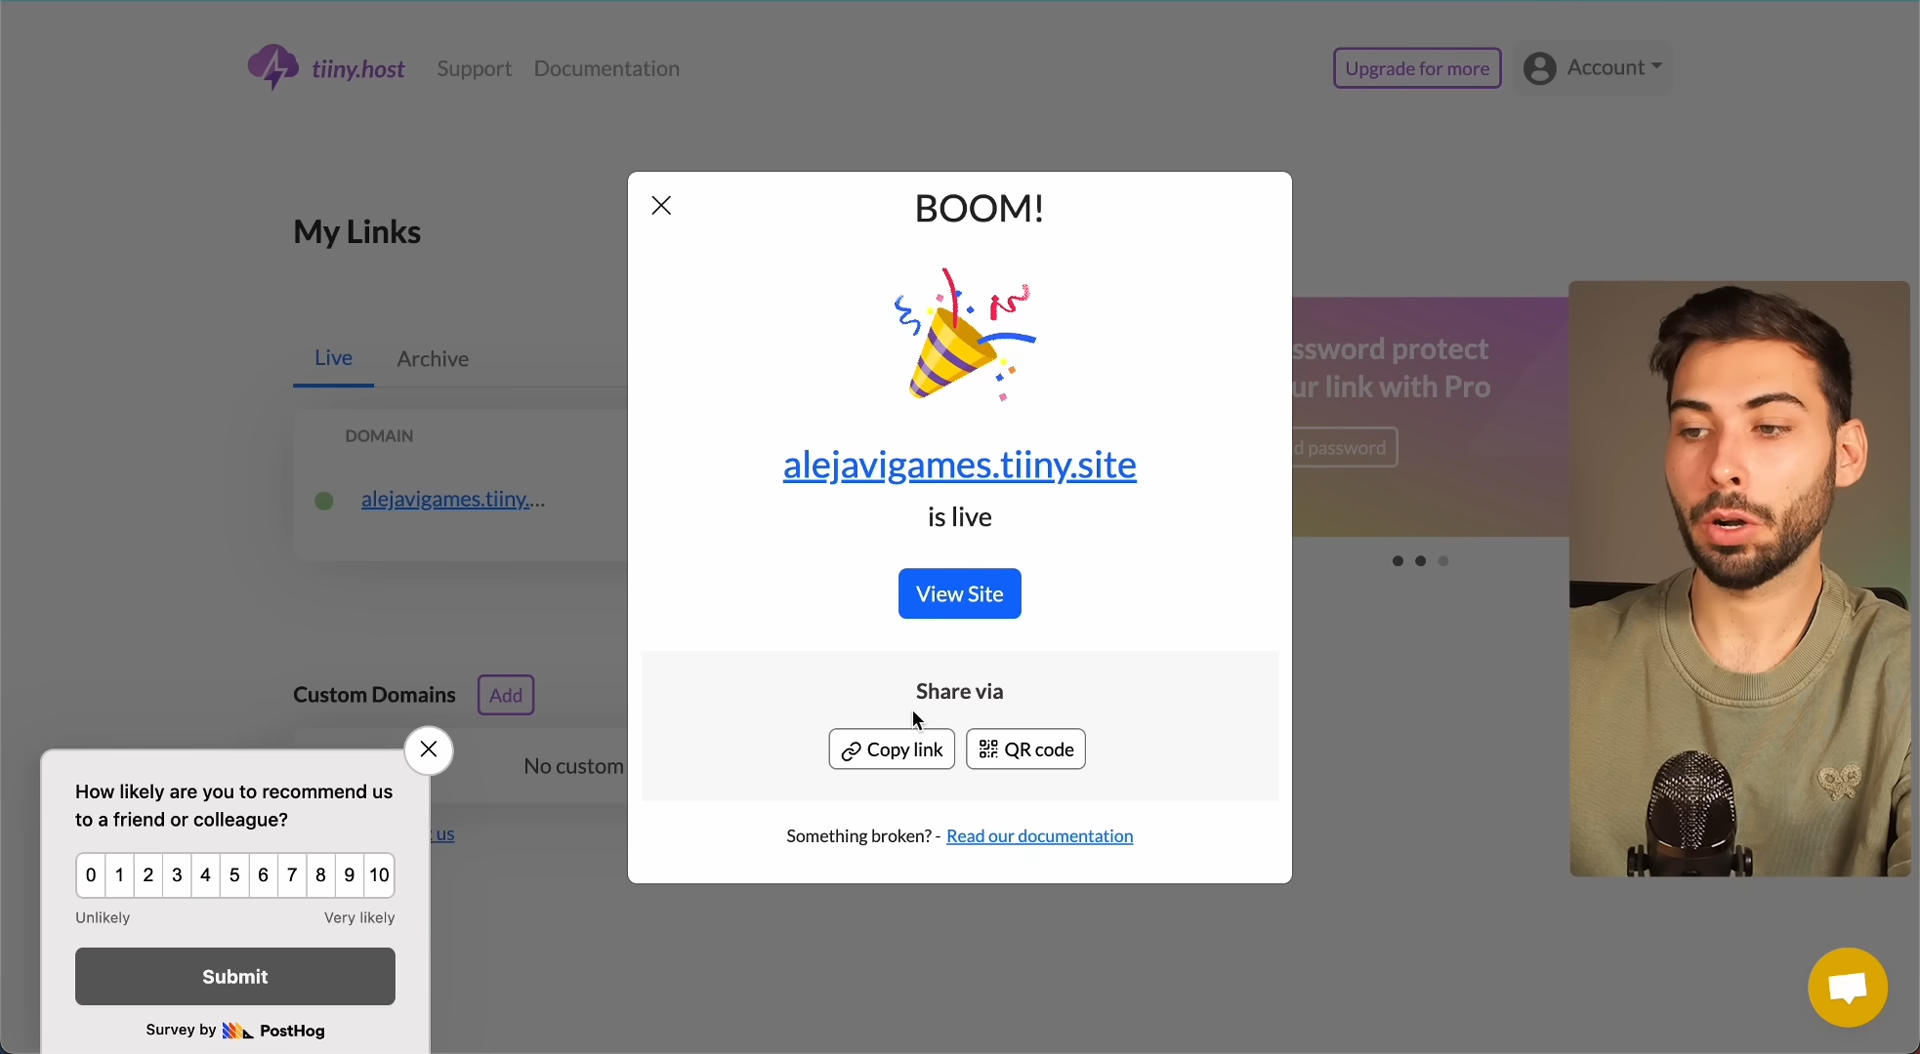 tiiny.host
Support
Documentation
Upgrade for more
Account
My Links
Live
Archive
DOMAIN
alejavigames.tiiny....
Custom Domains
Add
No custom
us
BOOM!
alejavigames.tiiny.site
is live
View Site
Share via
Copy link
QR code
Something broken? - Read our documentation
ssword protect
ur link with Pro
d password
How likely are you to recommend us
to a friend or colleague?
0 1 2 3 4 5 6 7 8 9 10
Unlikely
Very likely
Submit
Survey by PostHog